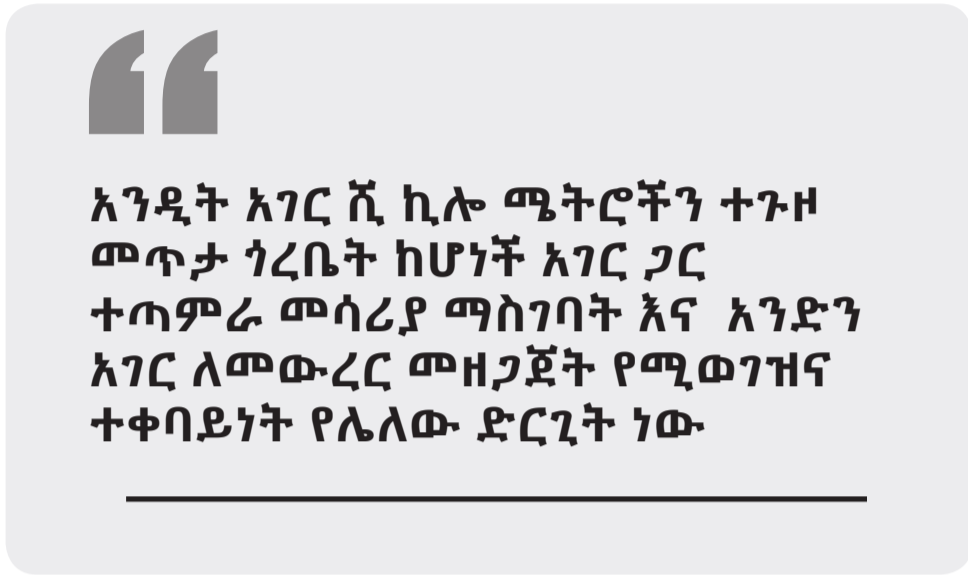 አንዲት አገር ሺ ኪሎ ሜትሮችን ተጉዞ
መጥታ ጎረቤት ከሆነች አገር ጋር
ተጣምራ መሳሪያ ማስገባት እና አንድን
አገር ለመውረር መዘጋጀት የሚወገዝና
ተቀባይነት የሌለው ድርጊት ነው